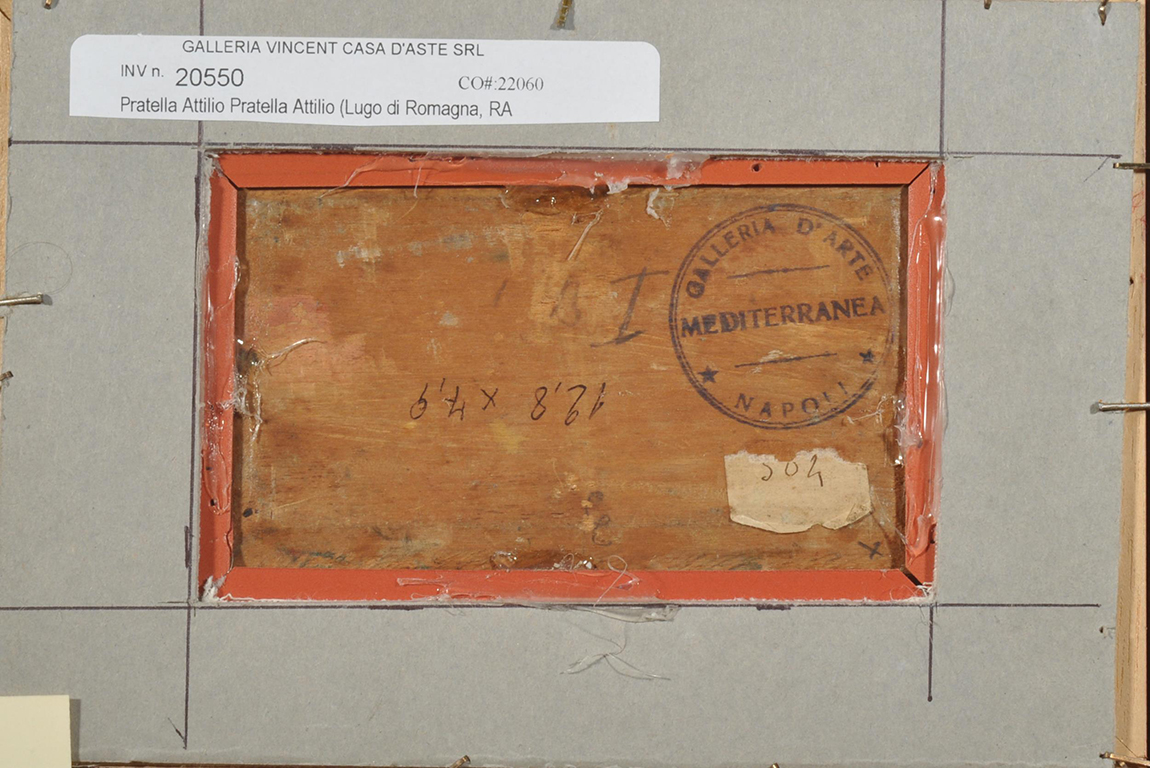 GALLERIA VINCENT CASA D'ASTE SRL
INV n. 20550 CO#:22060
Pratella Attilio Pratella Attilio (Lugo di Romagna, RA
GALLERIA D'ARTE
MEDITERRANEA
NAPOLI
I
12,8 x 7,9
504
x